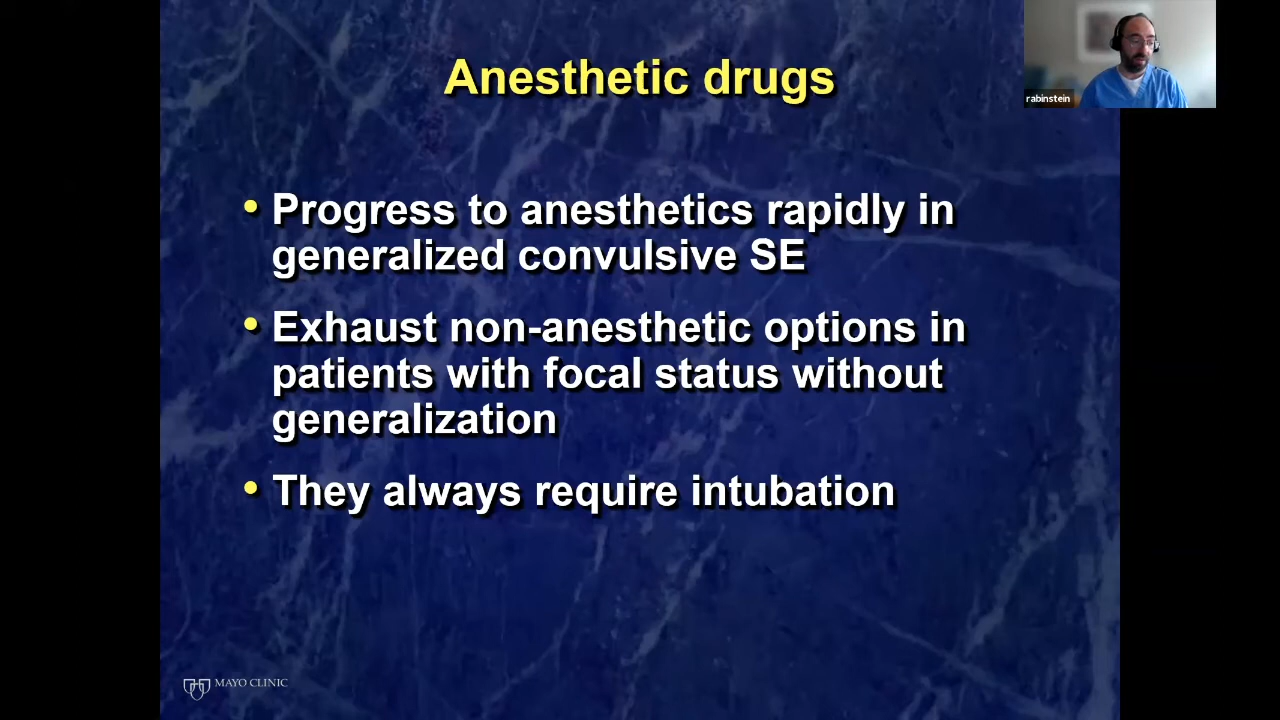 Anesthetic drugs
rabinstein
• Progress to anesthetics rapidly in
generalized convulsive SE
• Exhaust non-anesthetic options in
patients with focal status without
generalization
• They always require intubation
MAYO CLINIC